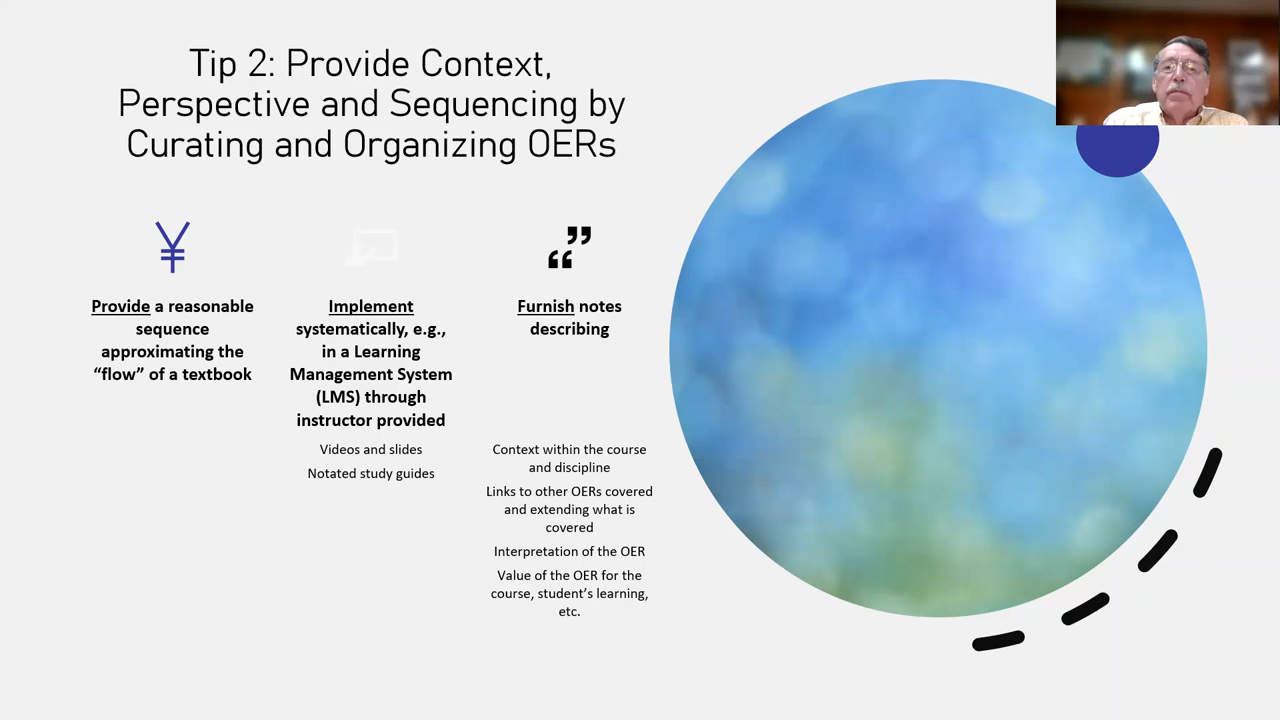 Tip 2: Provide Context,
Perspective and Sequencing by
Curating and Organizing OERs
¥
Provide a reasonable
sequence
approximating the
“flow” of a textbook
Implement
systematically, e.g.,
in a Learning
Management System
(LMS) through
instructor provided
Videos and slides
Notated study guides
Furnish notes
describing
Context within the course
and discipline
Links to other OERs covered
and extending what is
covered
Interpretation of the OER
Value of the OER for the
course, student’s learning,
etc.